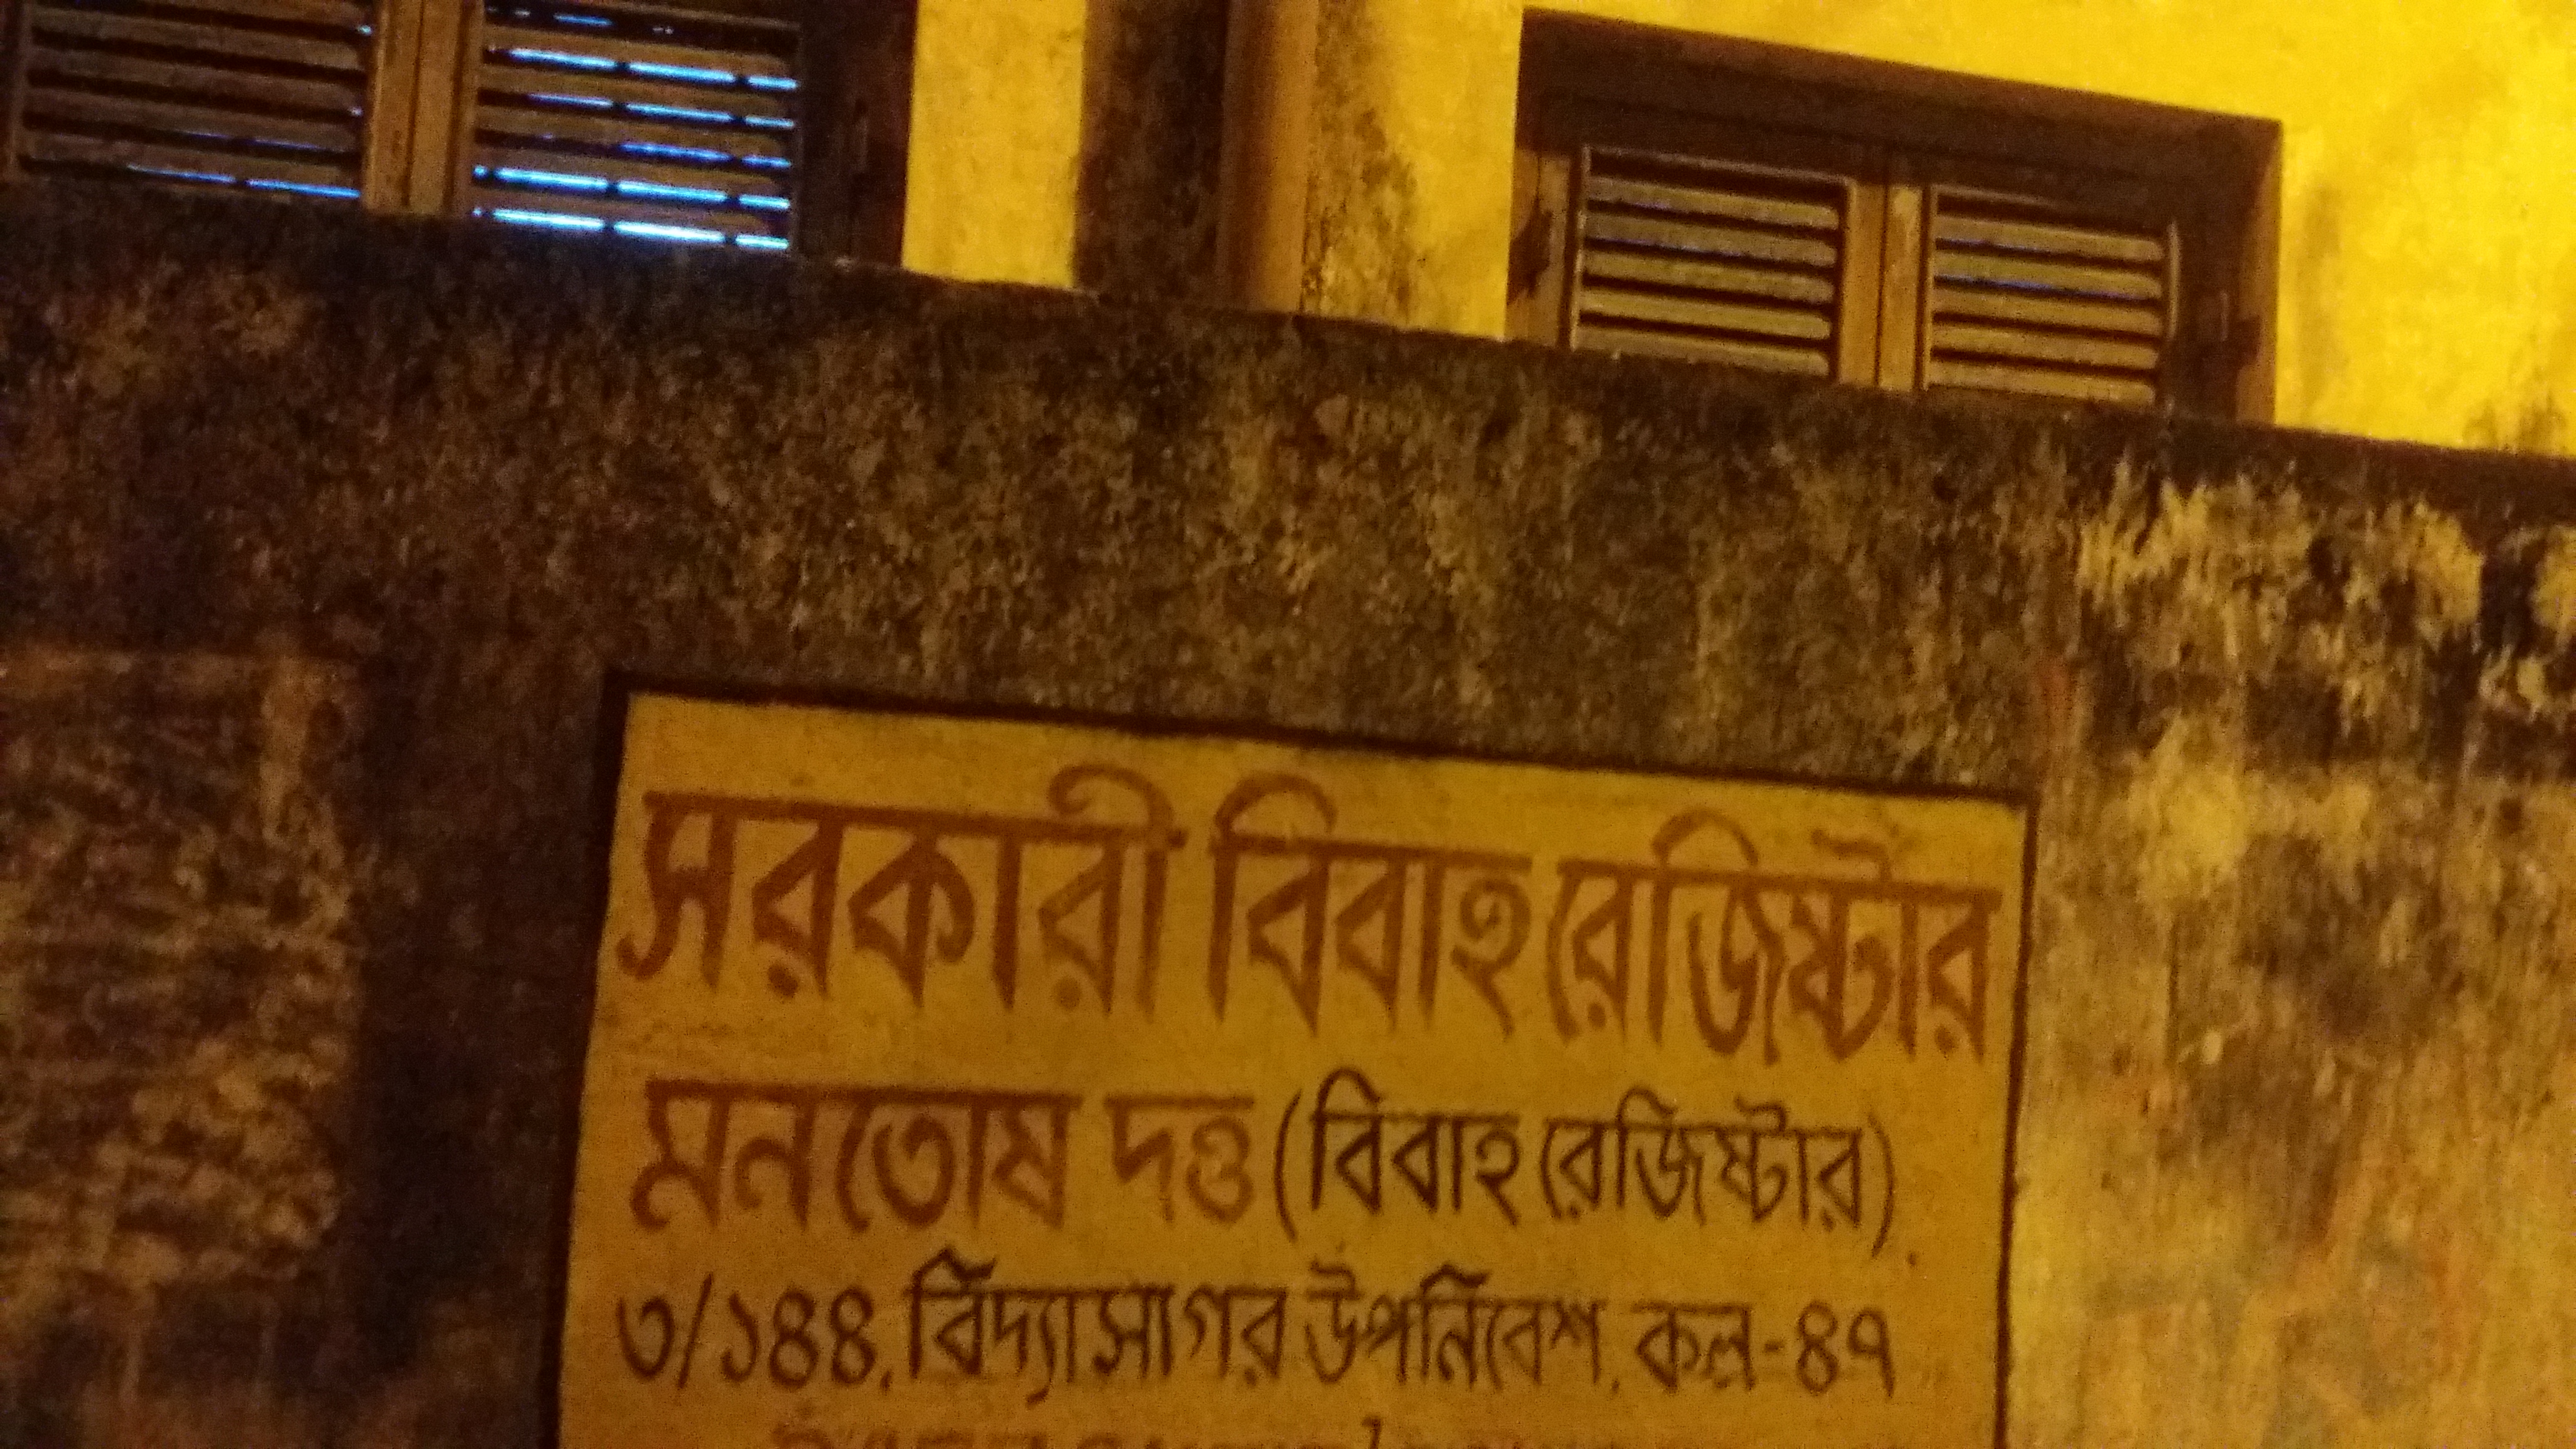 সরকারী বিবাহ রেজিষ্টার
মনতোষ দত্ত (বিবাহ রেজিষ্টার)
৩/১৪৪, বিদ্যাসাগর উপনিবেশ, কল-৪৭